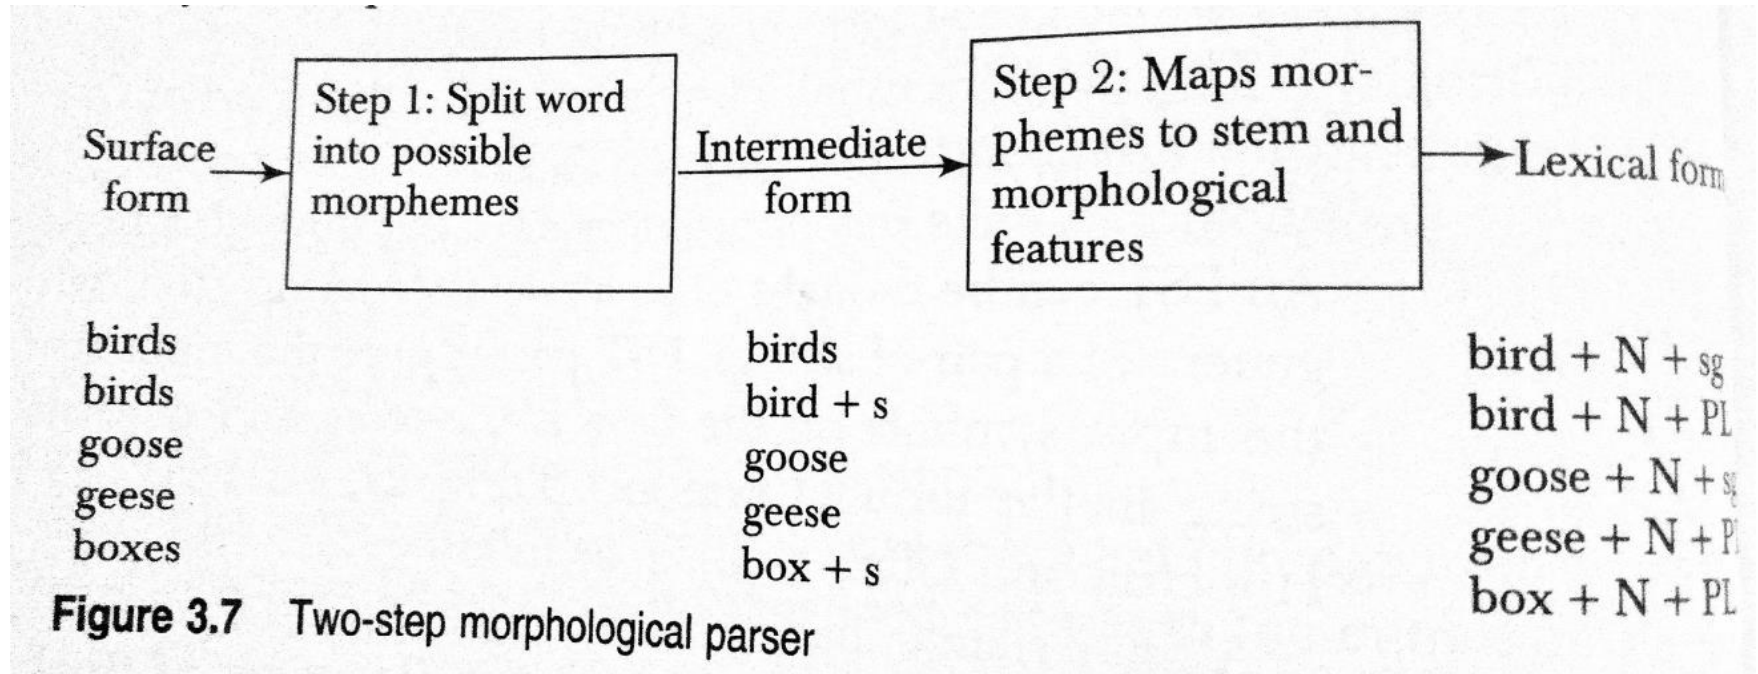 Surface
form
Step 1: Split word
into possible
morphemes
Intermediate
form
Step 2: Maps mor-
phemes to stem and
morphological
features
Lexical form
birds
birds
goose
geese
boxes
birds
bird + s
goose
geese
box + s
bird + N + sg
bird + N + PL
goose + N +
geese + N +
box + N + PL
Figure 3.7 Two-step morphological parser